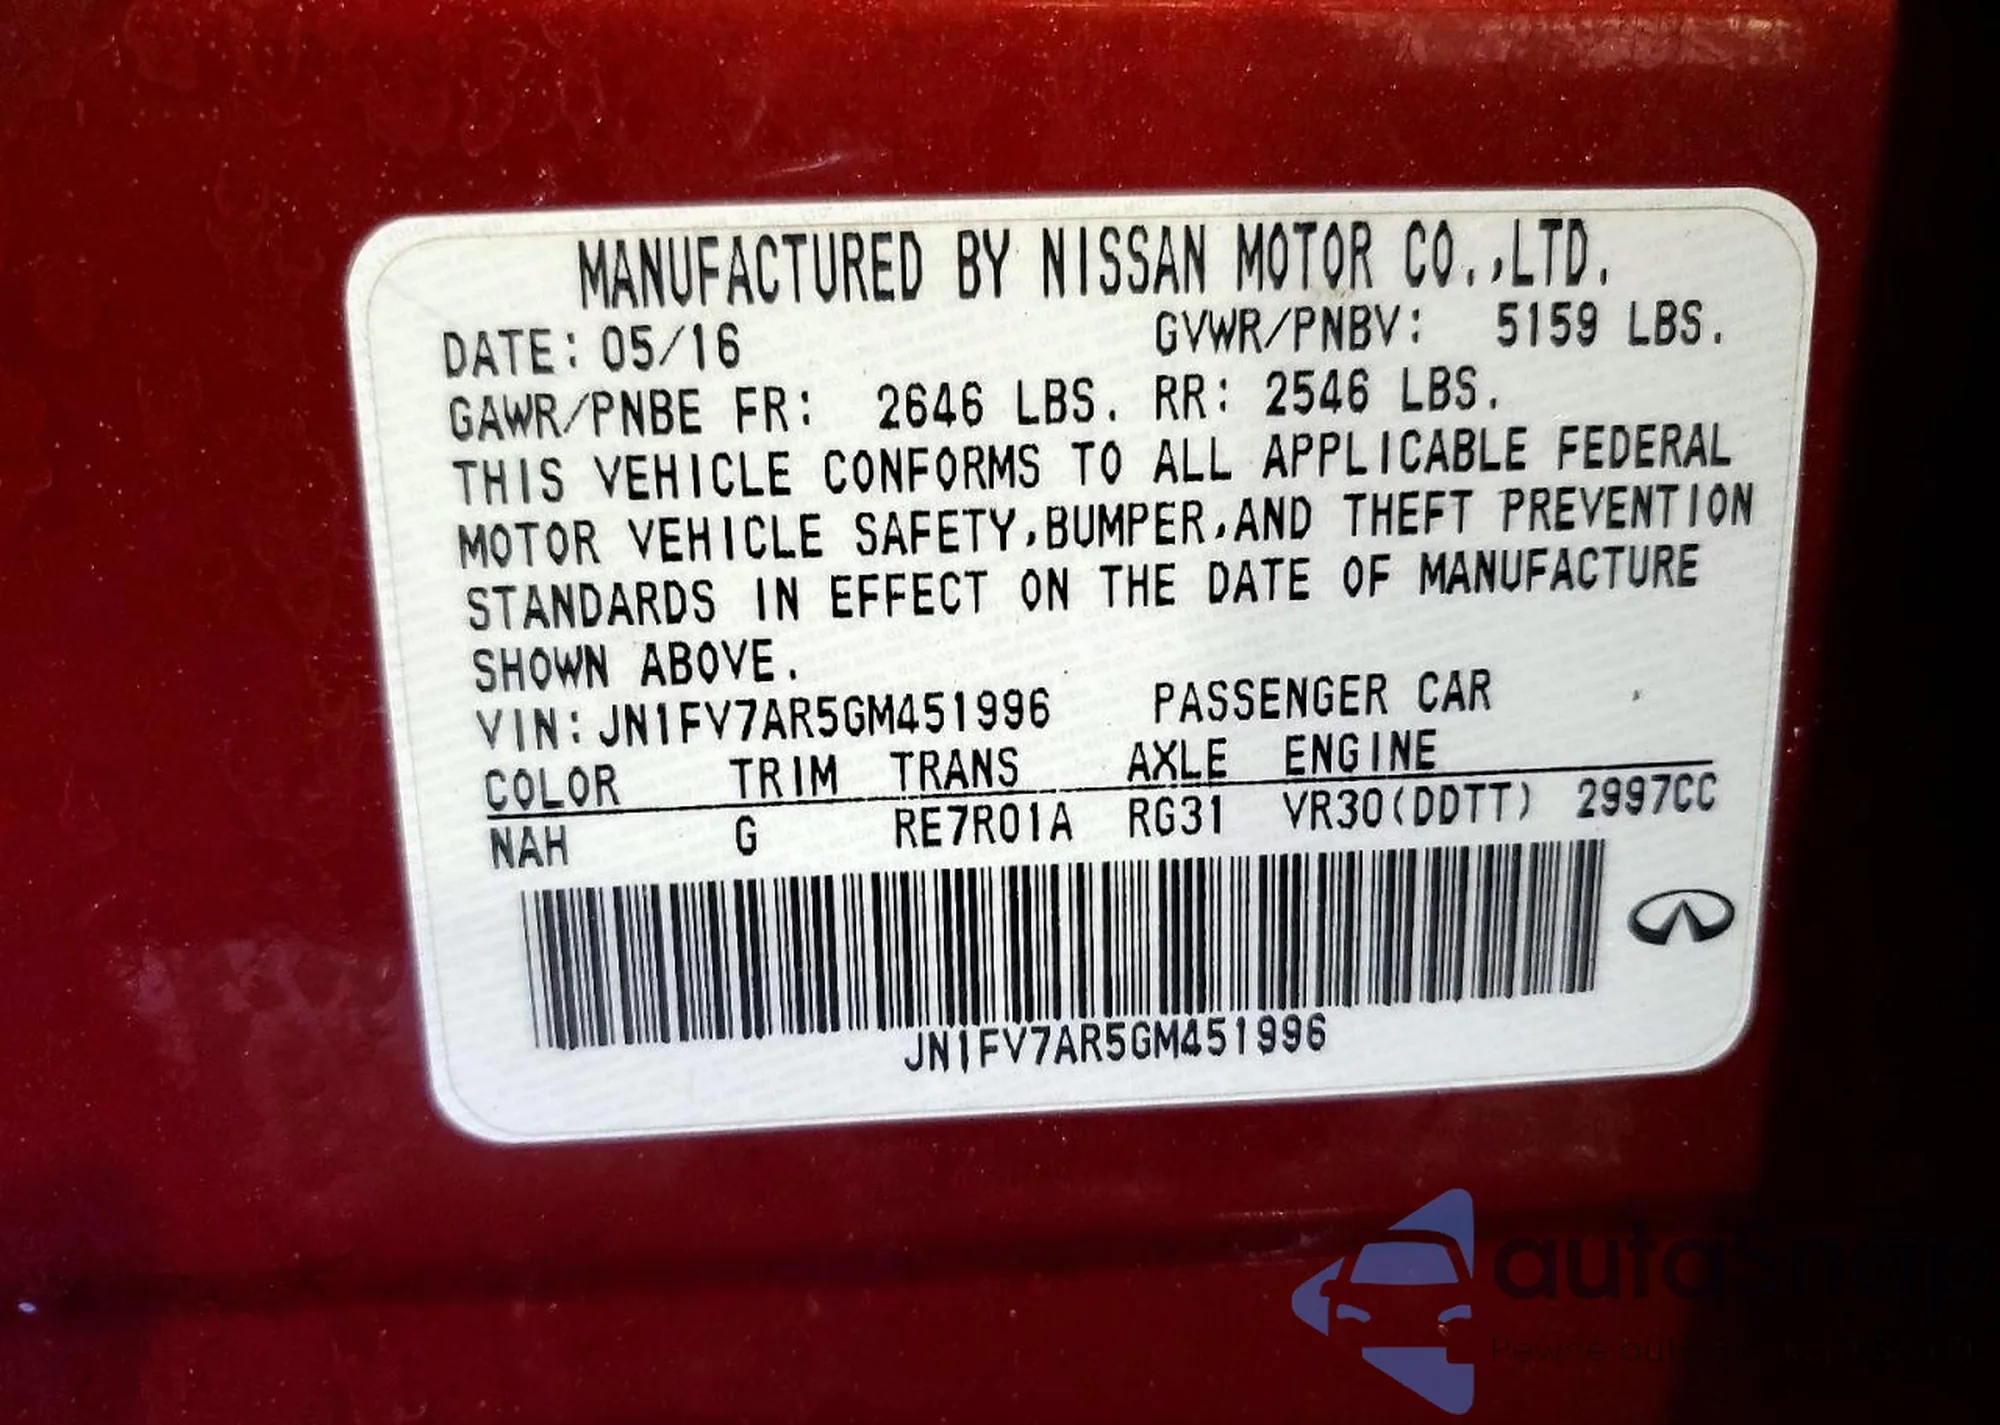 MANUFACTURED BY NISSAN MOTOR CO.,LTD.
DATE: 05/16 GVWR/PNBV: 5159 LBS.
GAWR/PNBE FR: 2646 LBS. RR: 2546 LBS.
THIS VEHICLE CONFORMS TO ALL APPLICABLE FEDERAL
MOTOR VEHICLE SAFETY,BUMPER,AND THEFT PREVENTION
STANDARDS IN EFFECT ON THE DATE OF MANUFACTURE
SHOWN ABOVE.
VIN:JN1FV7AR5GM451996 PASSENGER CAR
COLOR TRIM TRANS AXLE ENGINE
NAH G RE7R01A RG31 VR30(DDTT) 2997CC
JN1FV7AR5GM451996
autaSnap
Pewne auta